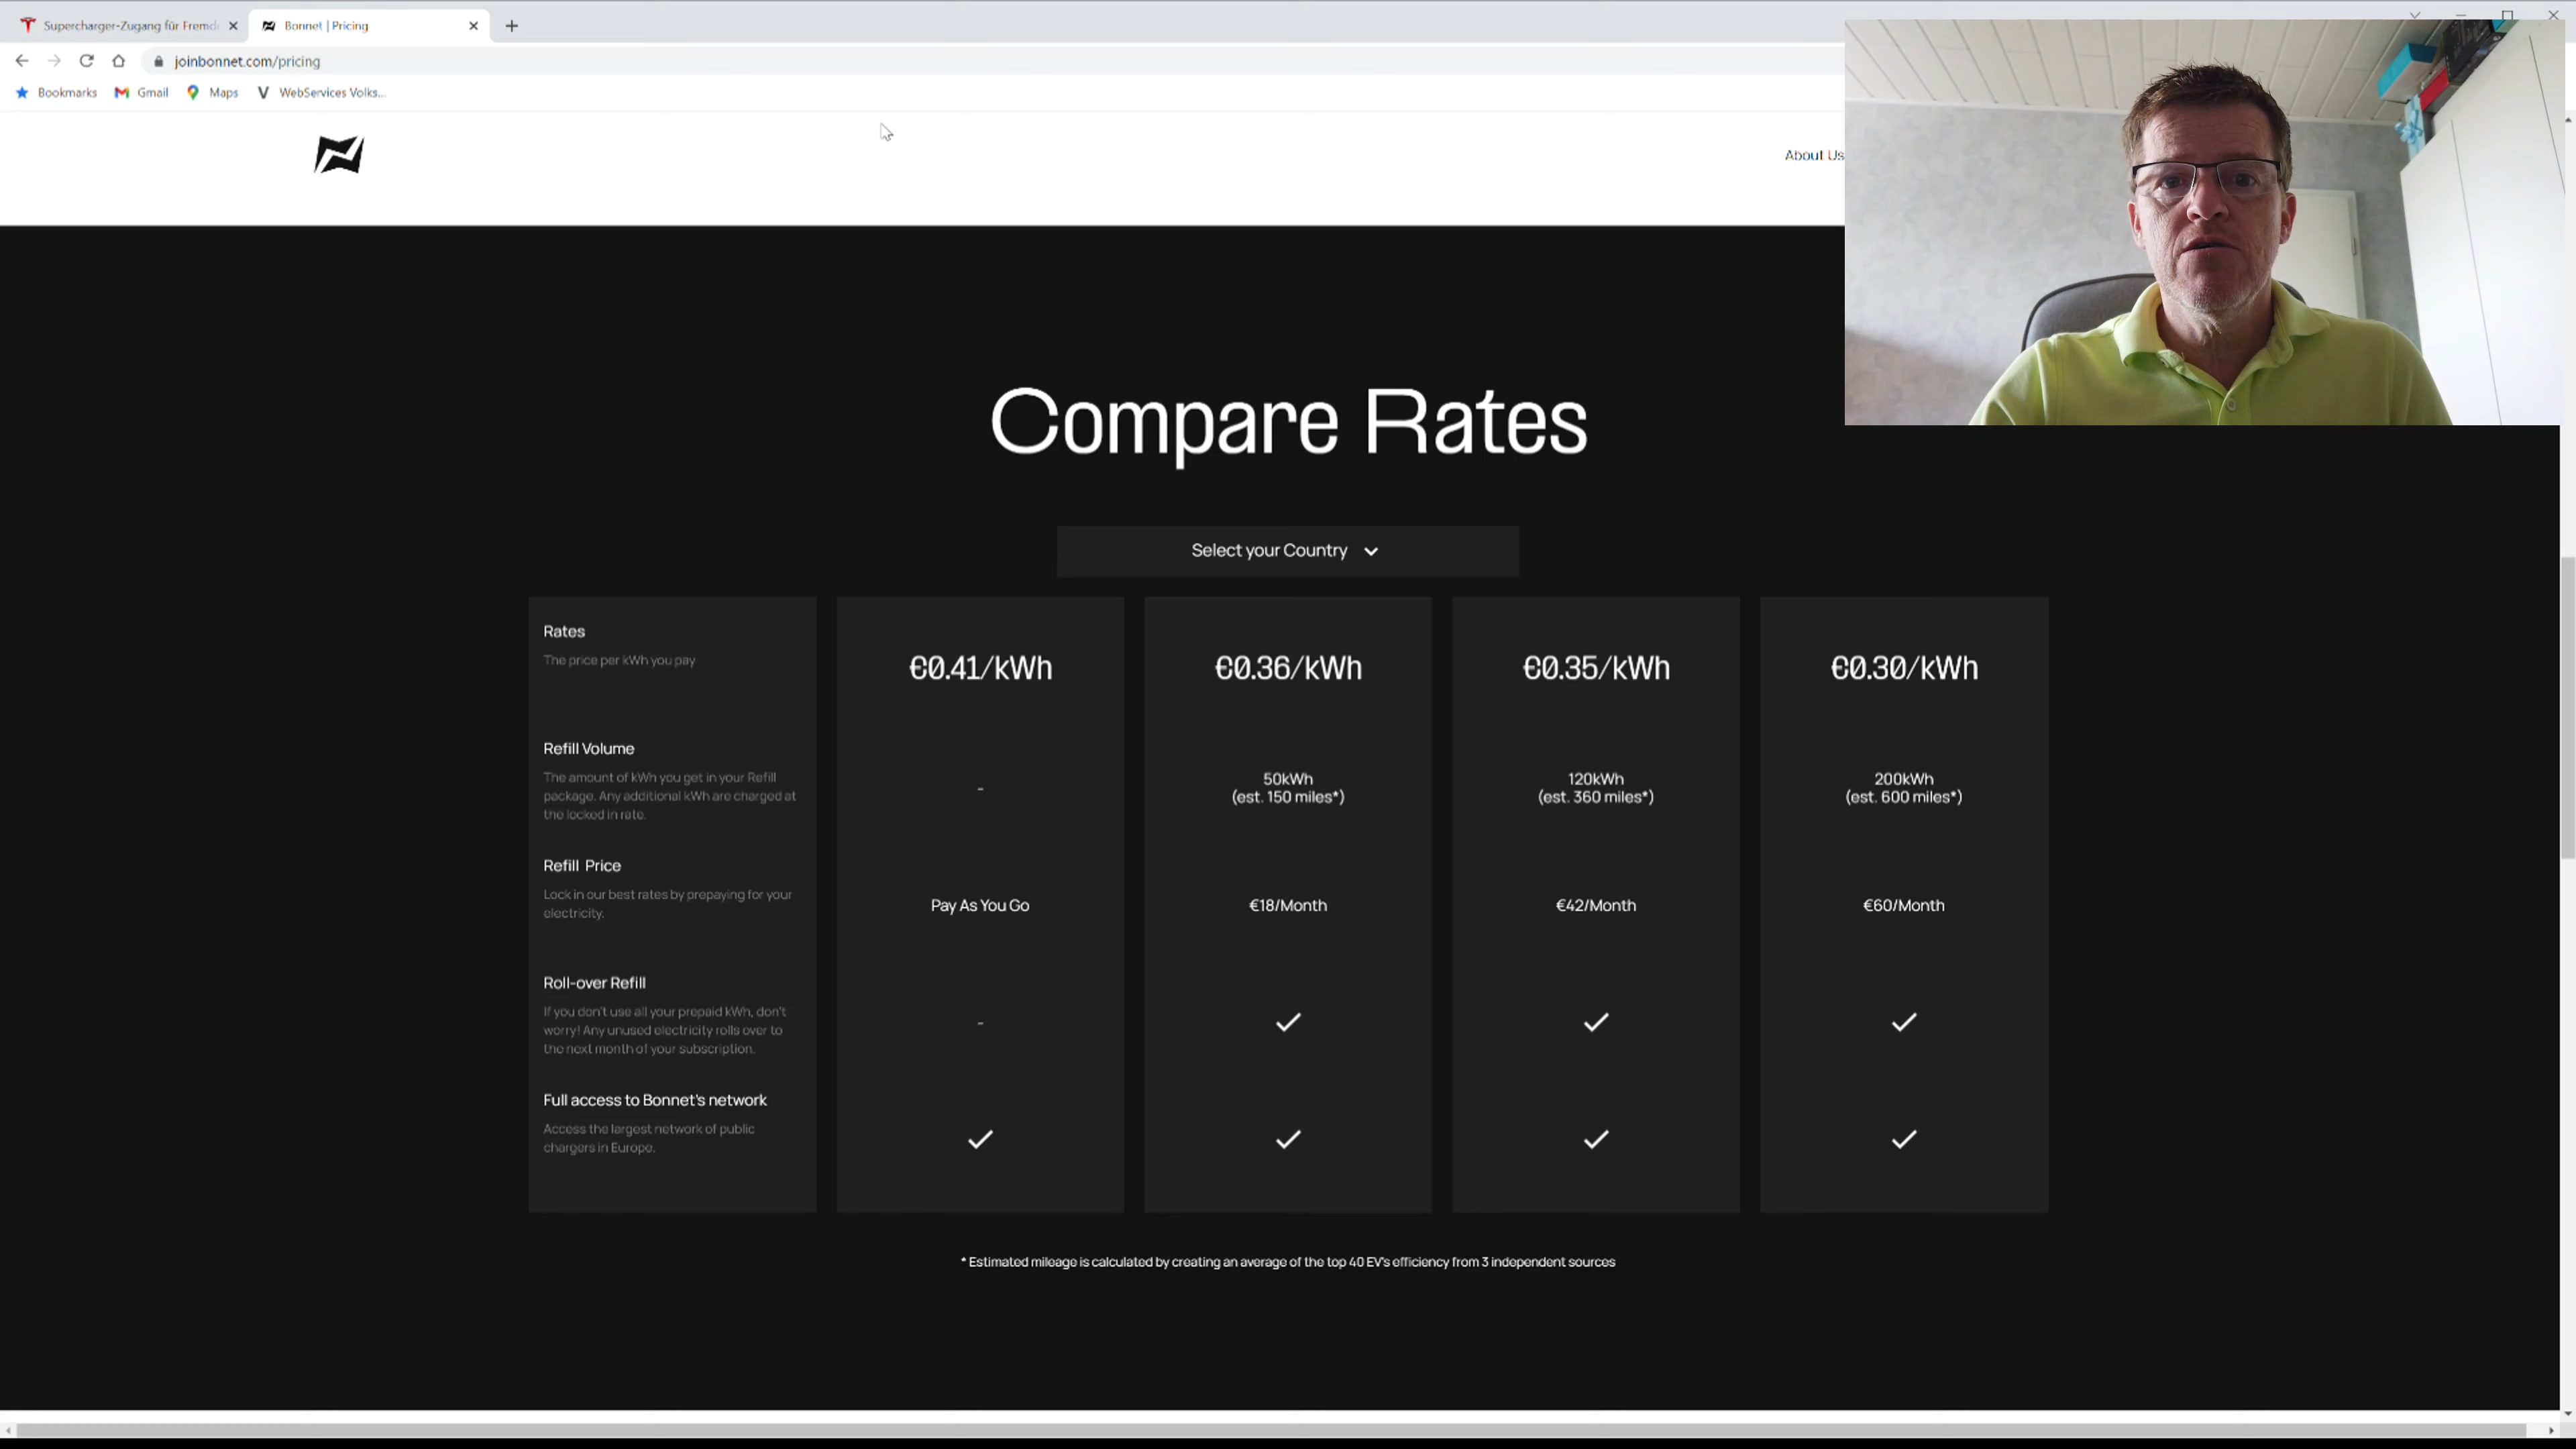 Supercharger-Zugang für Fremd
Bonnet | Pricing
joinbonnet.com/pricing
Bookmarks
Gmail
Maps
WebServices Volks...
About Us
Compare Rates
Select your Country
Rates
The price per kWh you pay
€0.41/kWh
€0.36/kWh
€0.35/kWh
€0.30/kWh
Refill Volume
The amount of kWh you get in your Refill
package. Any additional kWh are charged at
the locked in rate.
-
50kWh
(est. 150 miles*)
120kWh
(est. 360 miles*)
200kWh
(est. 600 miles*)
Refill Price
Lock in our best rates by prepaying for your
electricity.
Pay As You Go
€18/Month
€42/Month
€60/Month
Roll-over Refill
If you don't use all your prepaid kWh, don't
worry! Any unused electricity rolls over to
the next month of your subscription.
-
Full access to Bonnet's network
Access the largest network of public
chargers in Europe.
* Estimated mileage is calculated by creating an average of the top 40 EV's efficiency from 3 independent sources